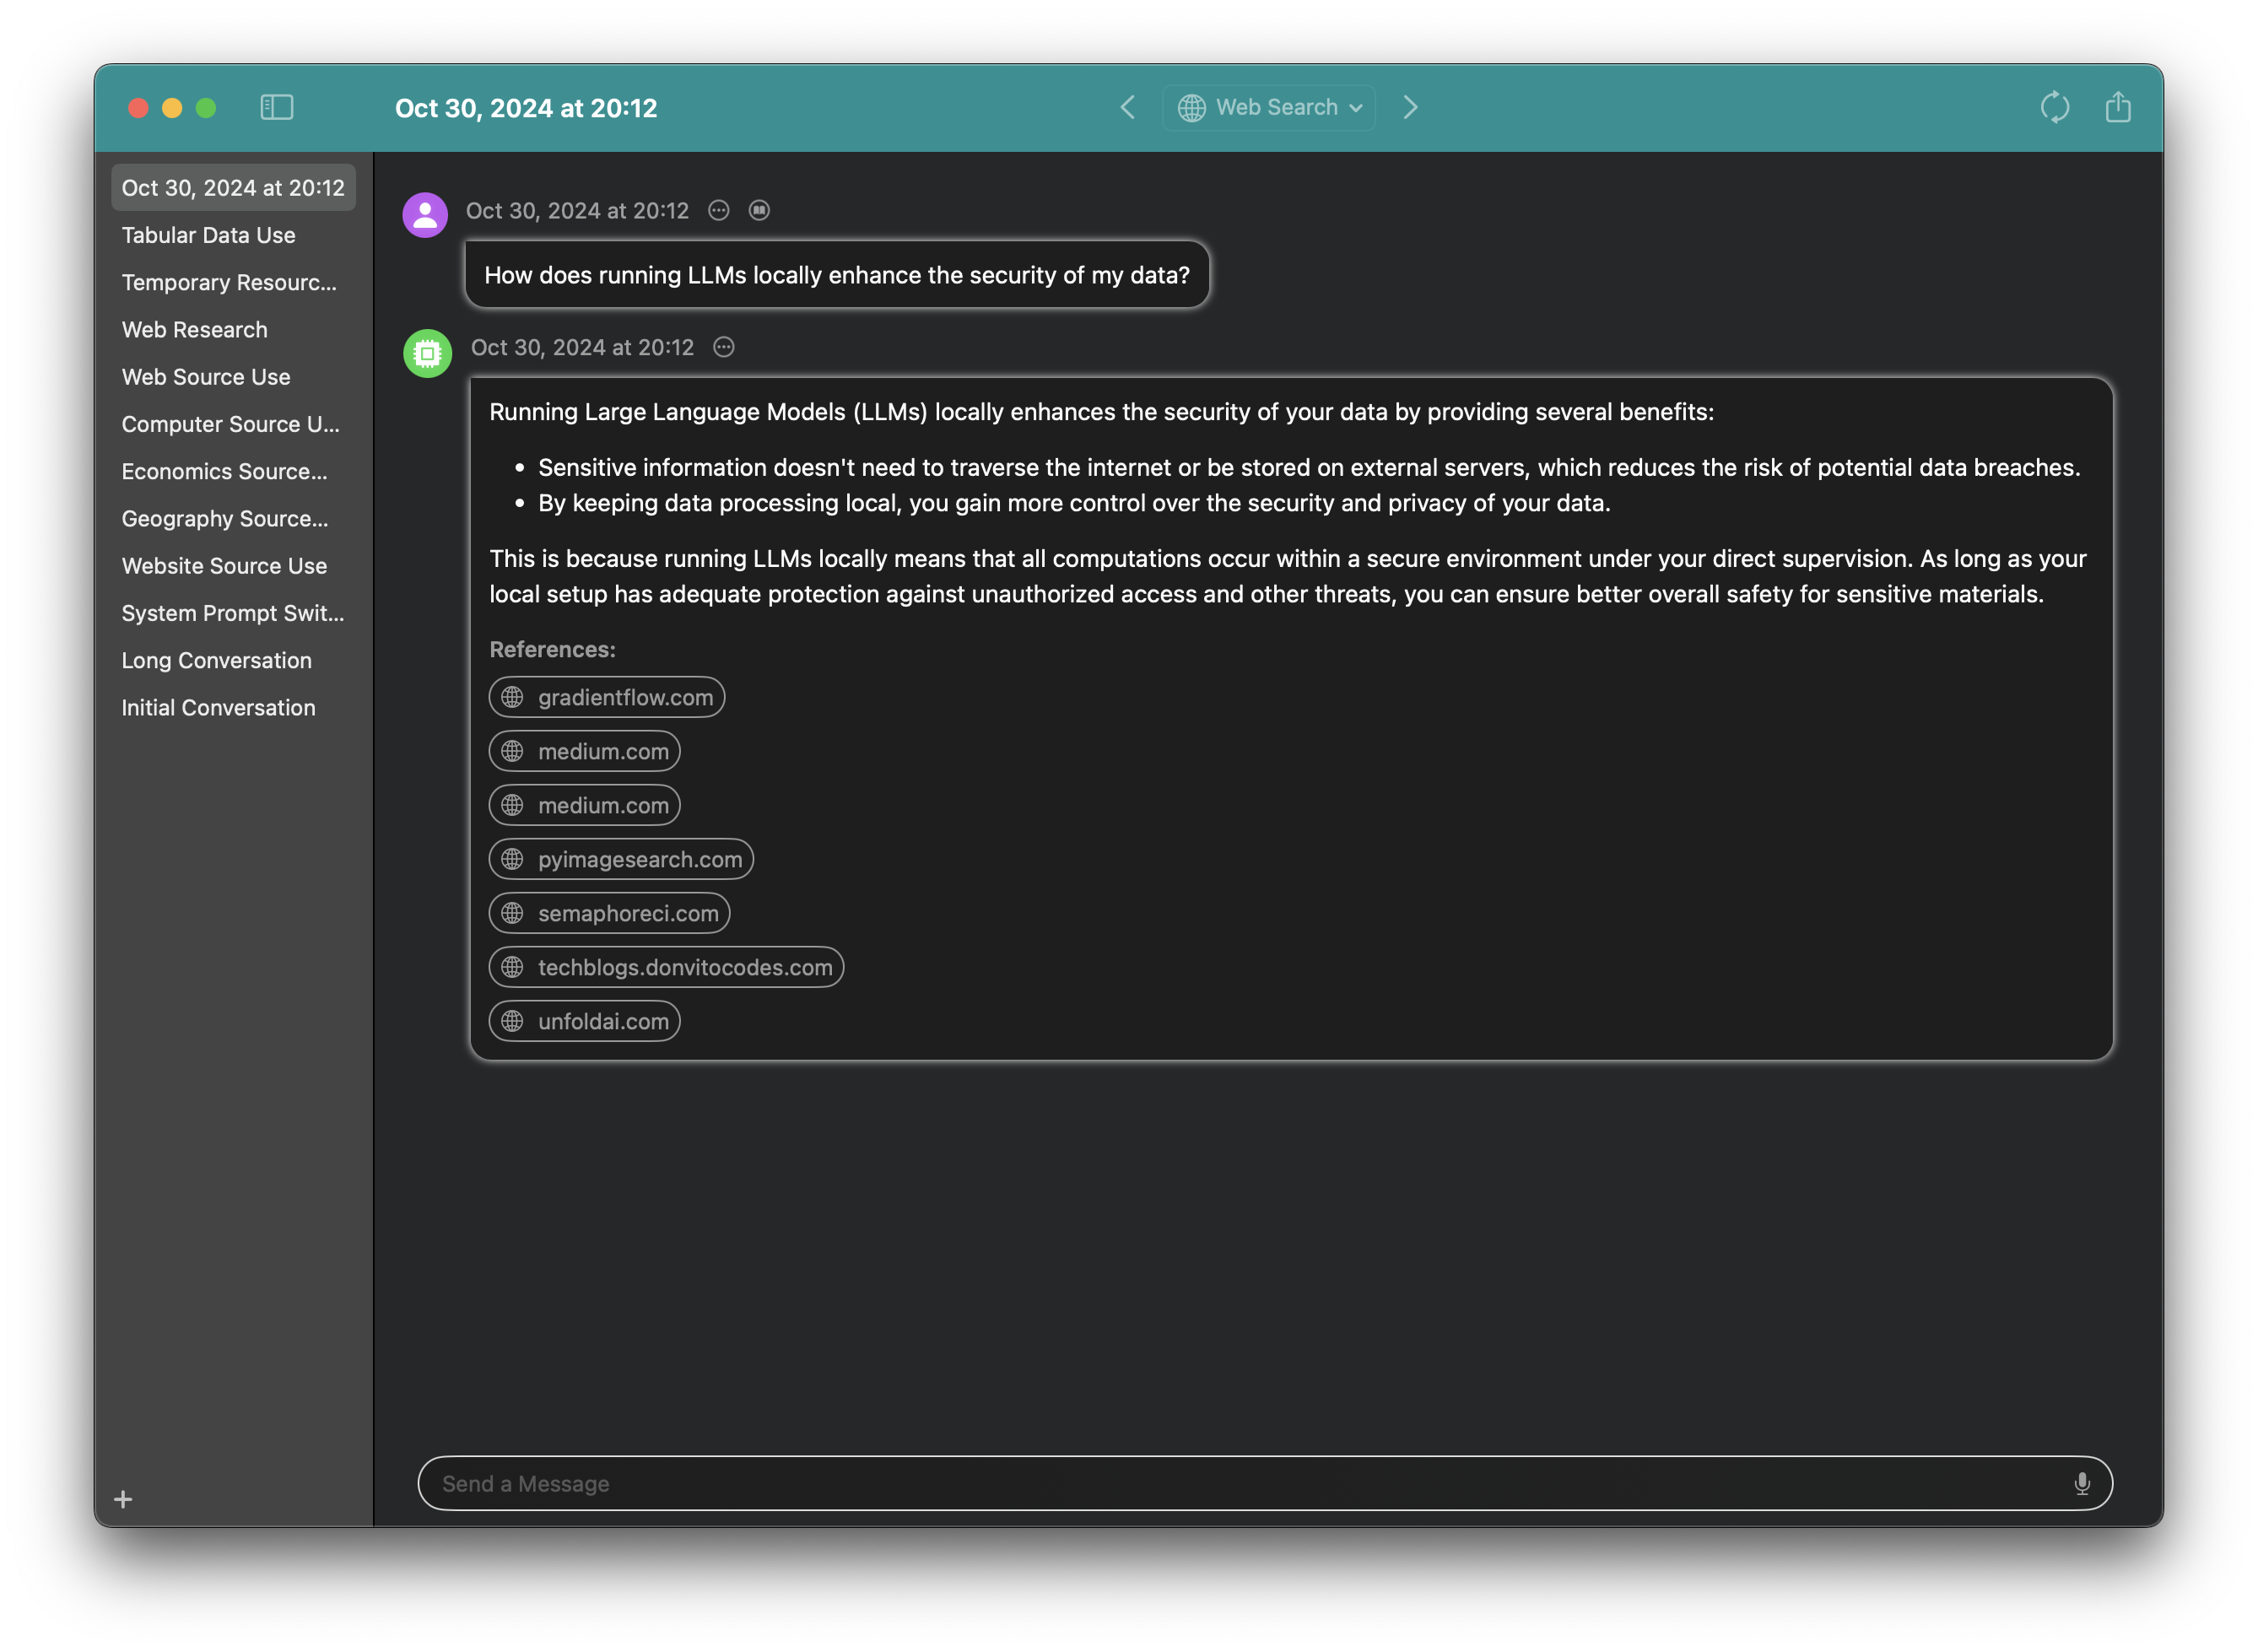 Oct 30, 2024 at 20:12
Web Search
Oct 30, 2024 at 20:12
Tabular Data Use
Temporary Resourc...
Web Research
Web Source Use
Computer Source U...
Economics Source...
Geography Source...
Website Source Use
System Prompt Swit...
Long Conversation
Initial Conversation
Oct 30, 2024 at 20:12
How does running LLMs locally enhance the security of my data?
Oct 30, 2024 at 20:12
Running Large Language Models (LLMs) locally enhances the security of your data by providing several benefits:
• Sensitive information doesn't need to traverse the internet or be stored on external servers, which reduces the risk of potential data breaches.
• By keeping data processing local, you gain more control over the security and privacy of your data.
This is because running LLMs locally means that all computations occur within a secure environment under your direct supervision. As long as your
local setup has adequate protection against unauthorized access and other threats, you can ensure better overall safety for sensitive materials.
References:
gradientflow.com
medium.com
medium.com
pyimagesearch.com
semaphoreci.com
techblogs.donvitocodes.com
unfoldai.com
Send a Message